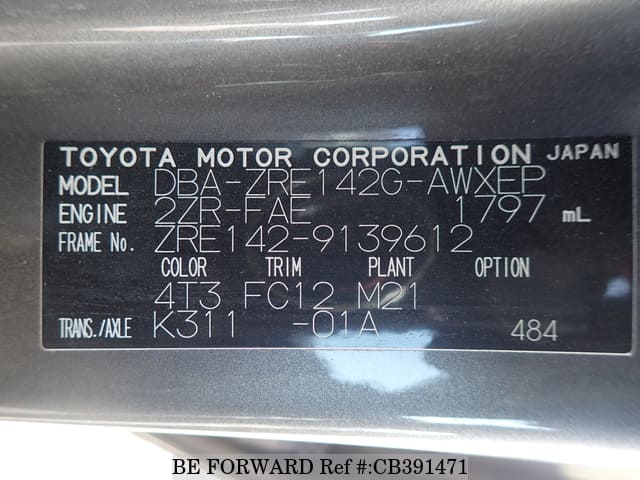 TOYOTA MOTOR CORPORATION JAPAN
MODEL DBA-ZRE142G-AWXEP
ENGINE 2ZR-FAE 1797 mL
FRAME No. ZRE142-9139612
COLOR TRIM PLANT OPTION
4T3 FC12 M21
TRANS./AXLE K311 -01A 484
BE FORWARD Ref #:CB391471